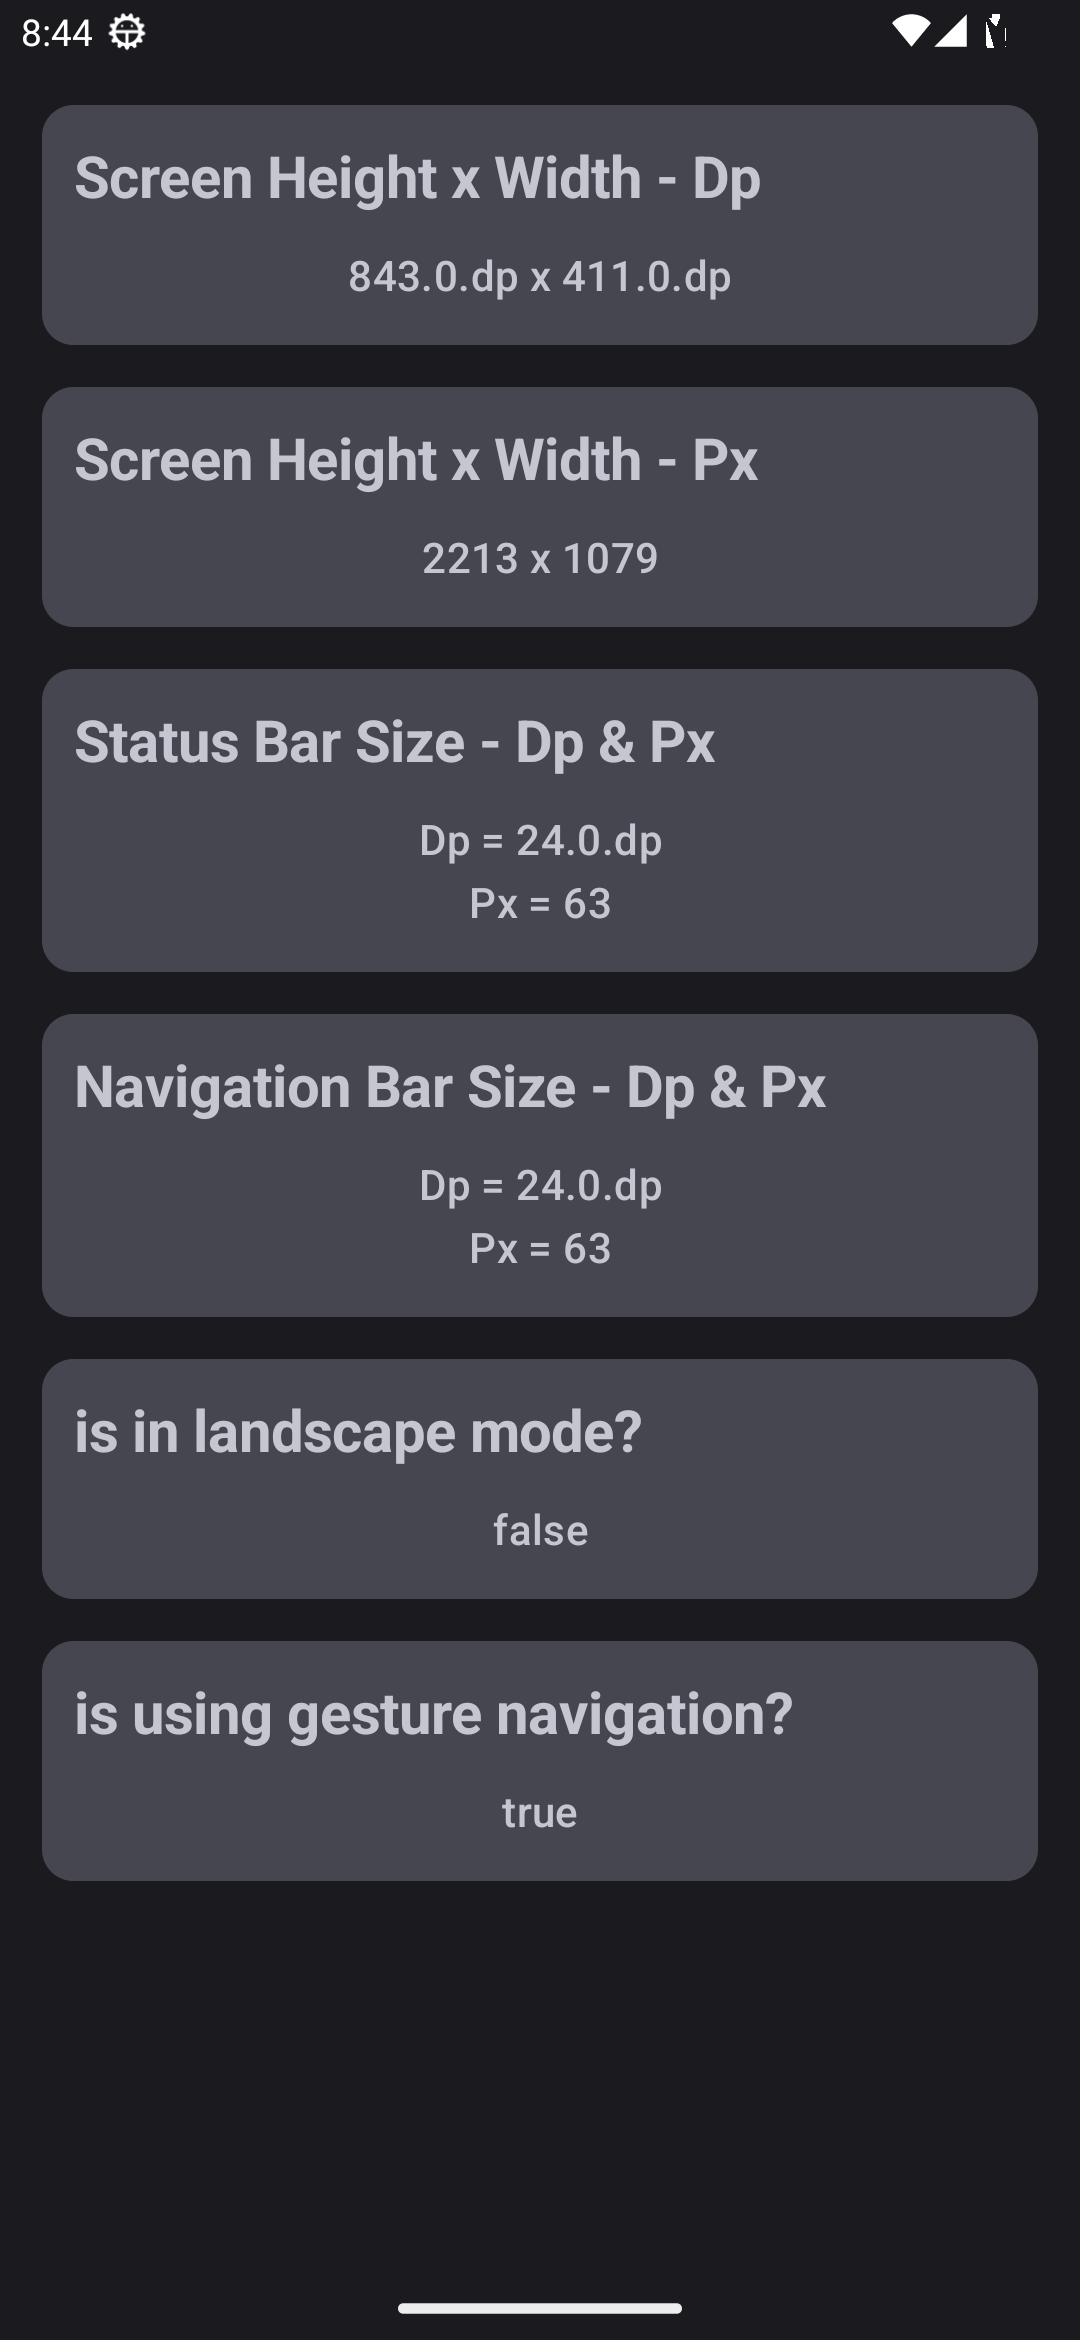 8:44
Screen Height x Width - Dp
843.0.dp x 411.0.dp
Screen Height x Width - Px
2213 x 1079
Status Bar Size - Dp & Px
Dp = 24.0.dp
Px = 63
Navigation Bar Size - Dp & Px
Dp = 24.0.dp
Px = 63
is in landscape mode?
false
is using gesture navigation?
true